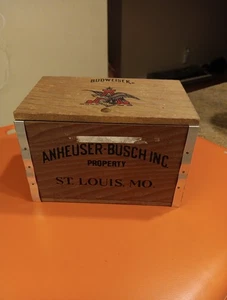 BUDWEISER
ANHEUSER-BUSCH INC.
PROPERTY
ST. LOUIS, MO.